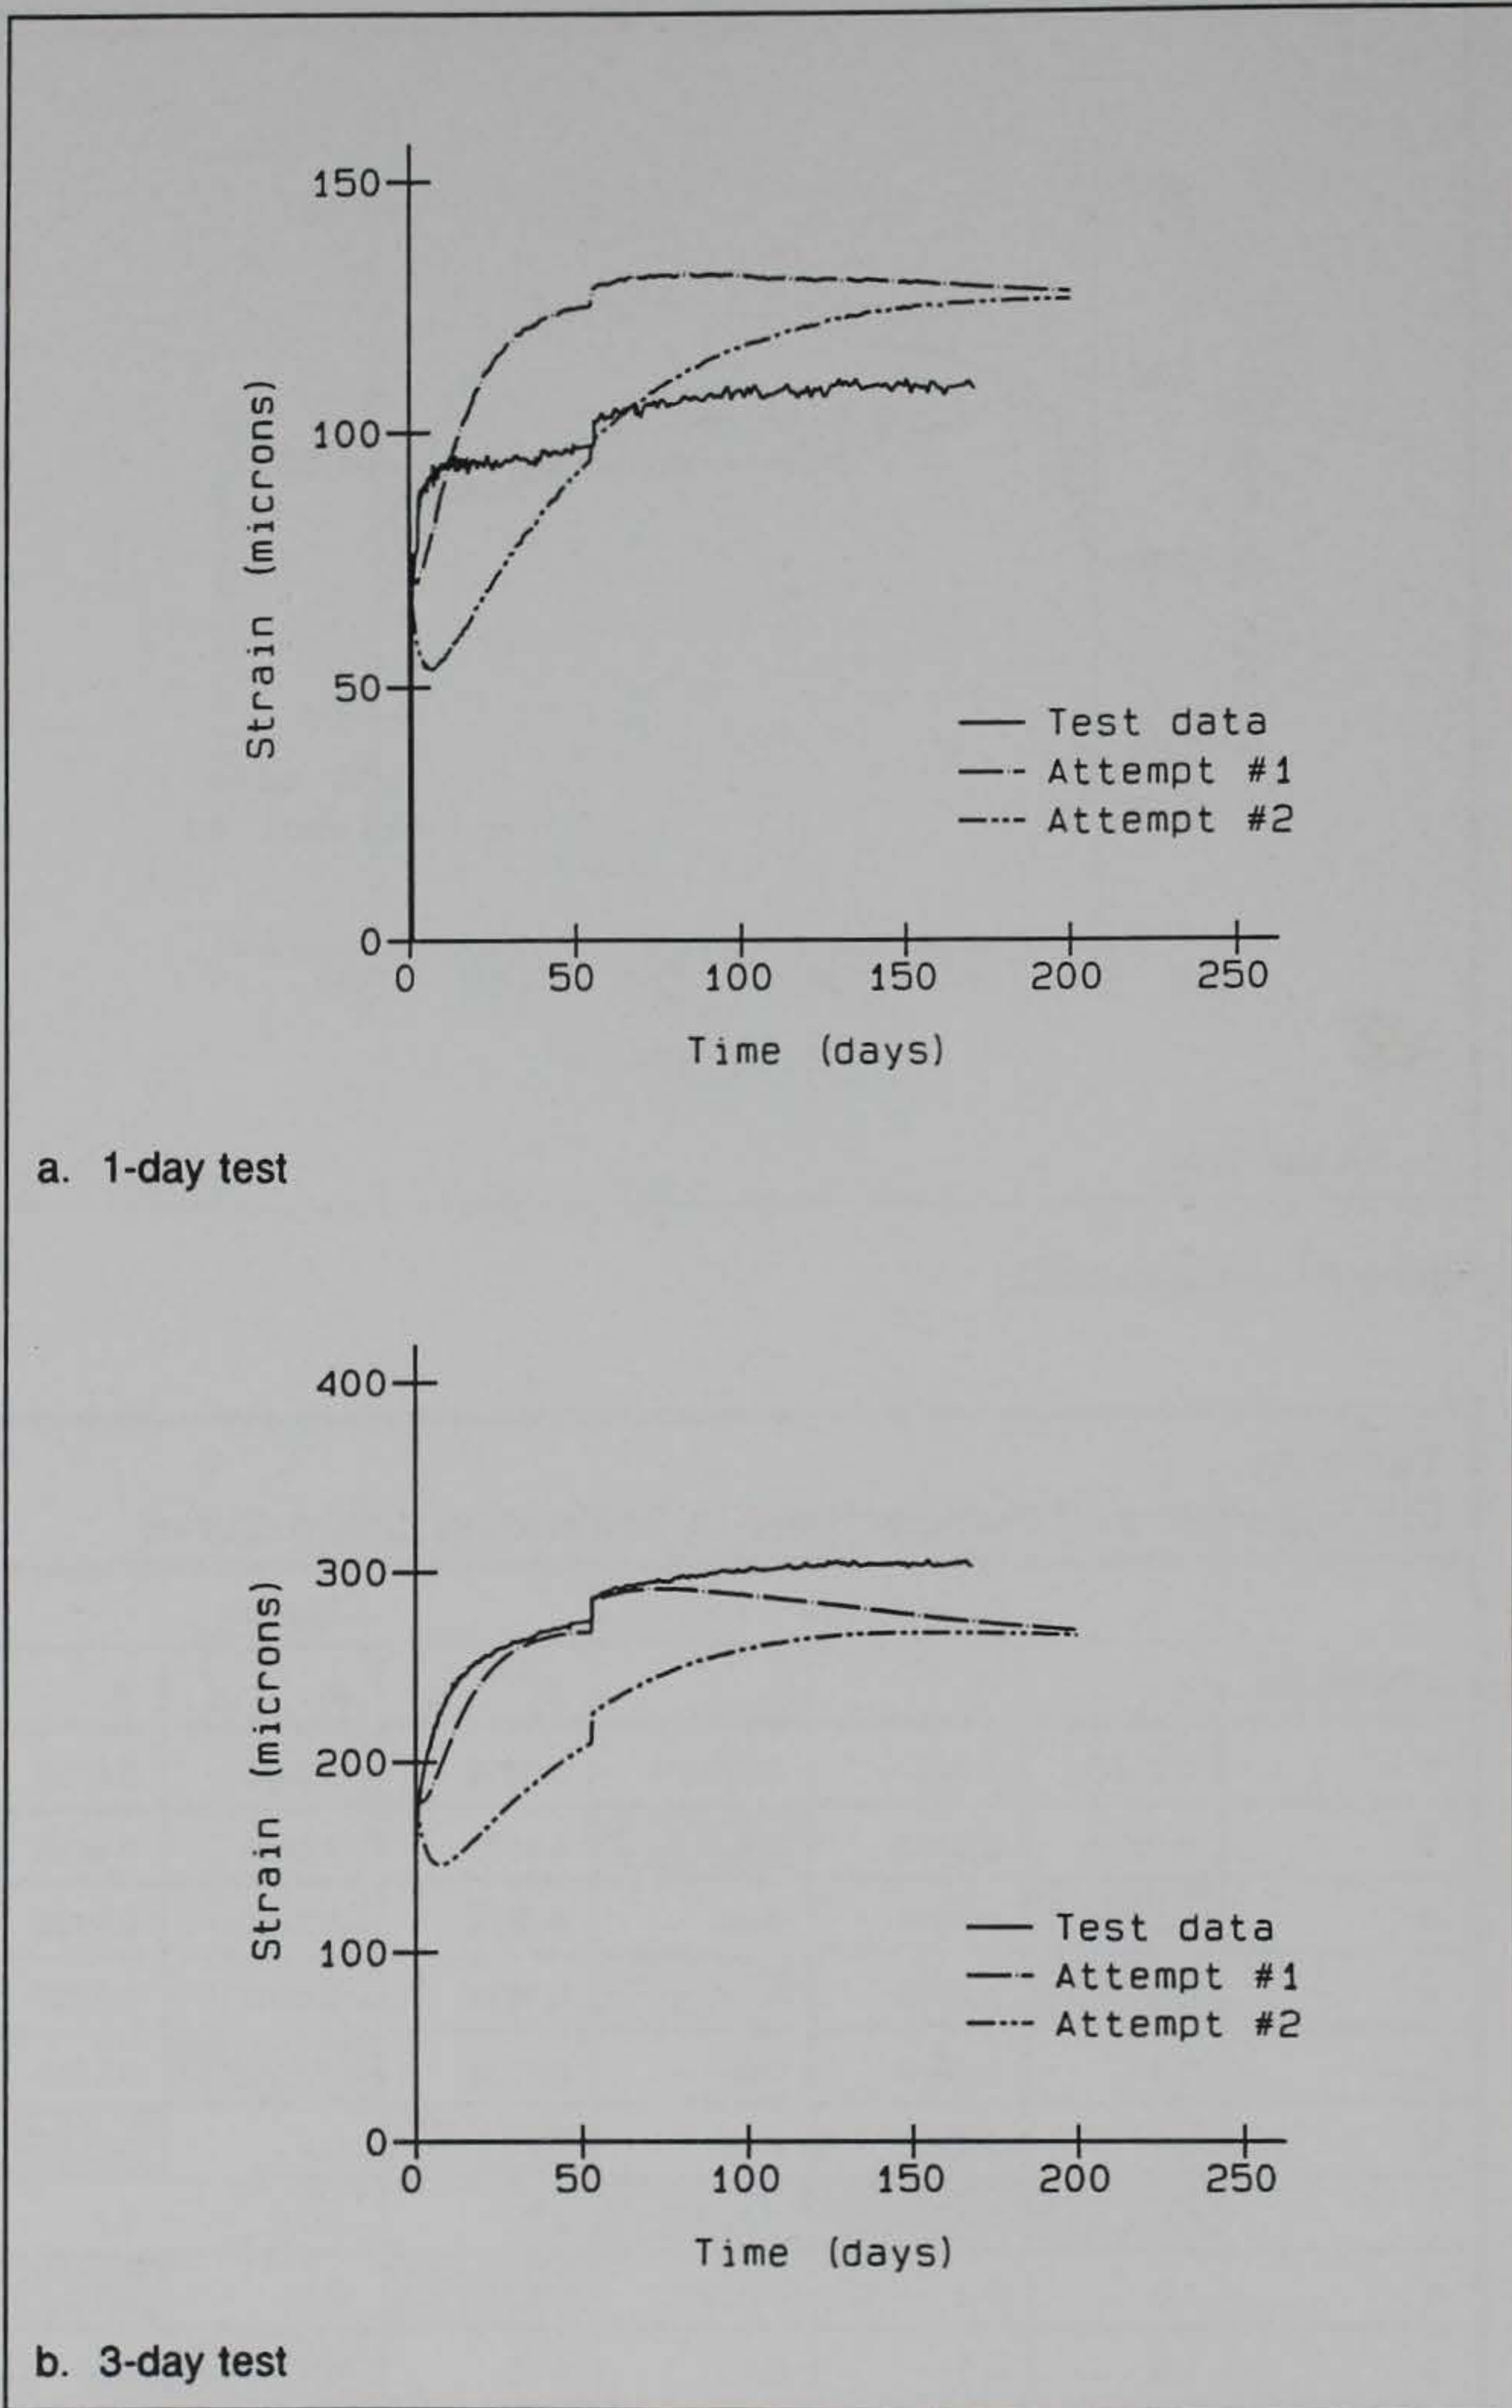 150
100
50
0
Strain (microns)
Test data
Attempt #1
Attempt #2
0 50 100 150 200 250
Time (days)
a. 1-day test
400
300
200
100
0
Strain (microns)
Test data
Attempt #1
Attempt #2
0 50 100 150 200 250
Time (days)
b. 3-day test